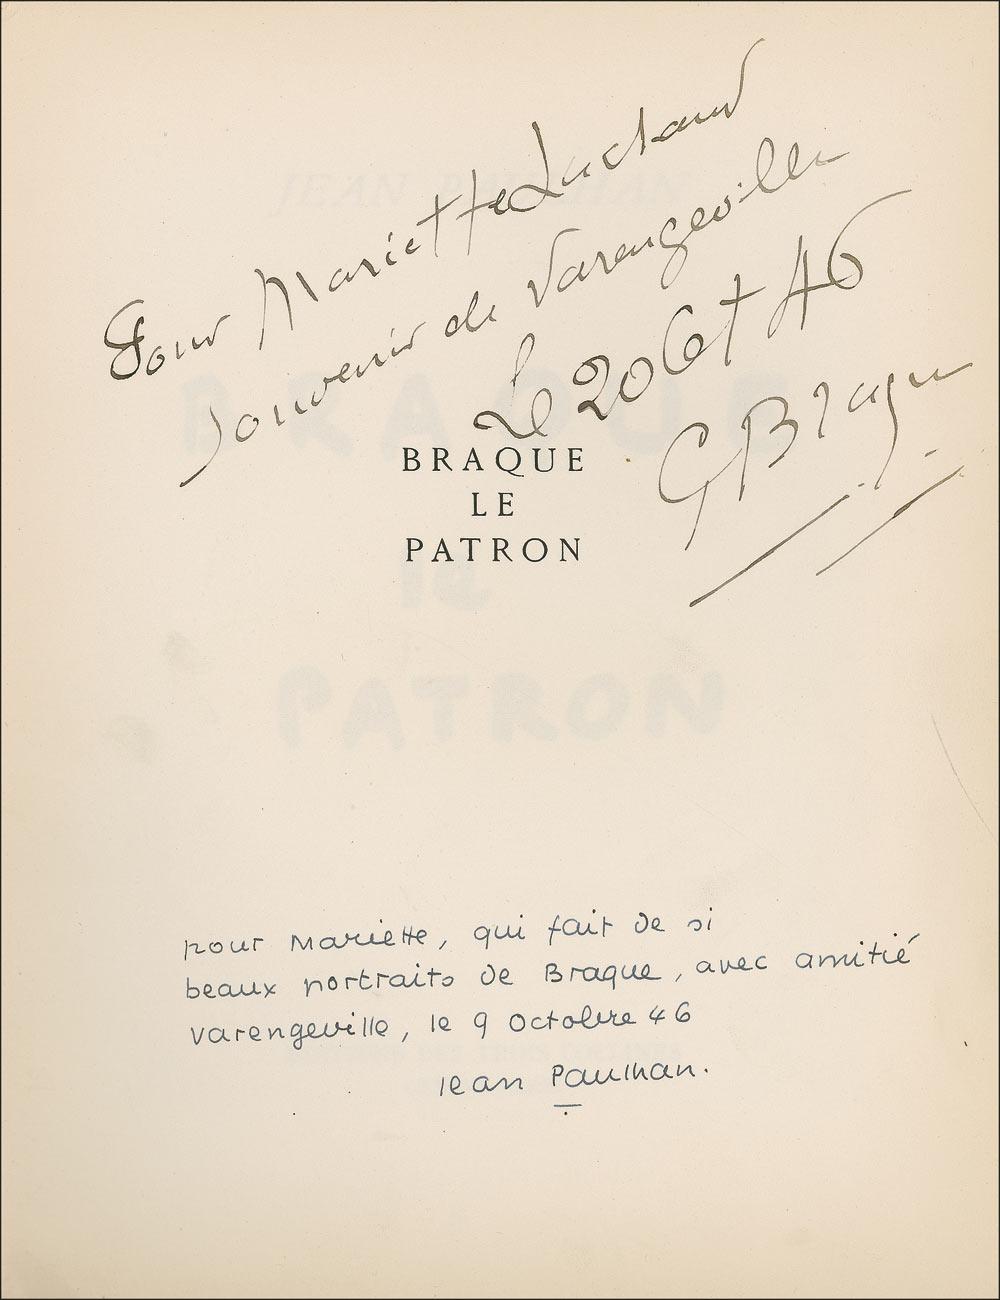 Pour Mariette Lachaud
souvenir de Varengeville
le 20 Oct 46
G Braque
BRAQUE
LE
PATRON
pour Mariette, qui fait de si
beaux portraits de Braque, avec amitié
Varengeville, le 9 octobre 46
Jean Paulhan.